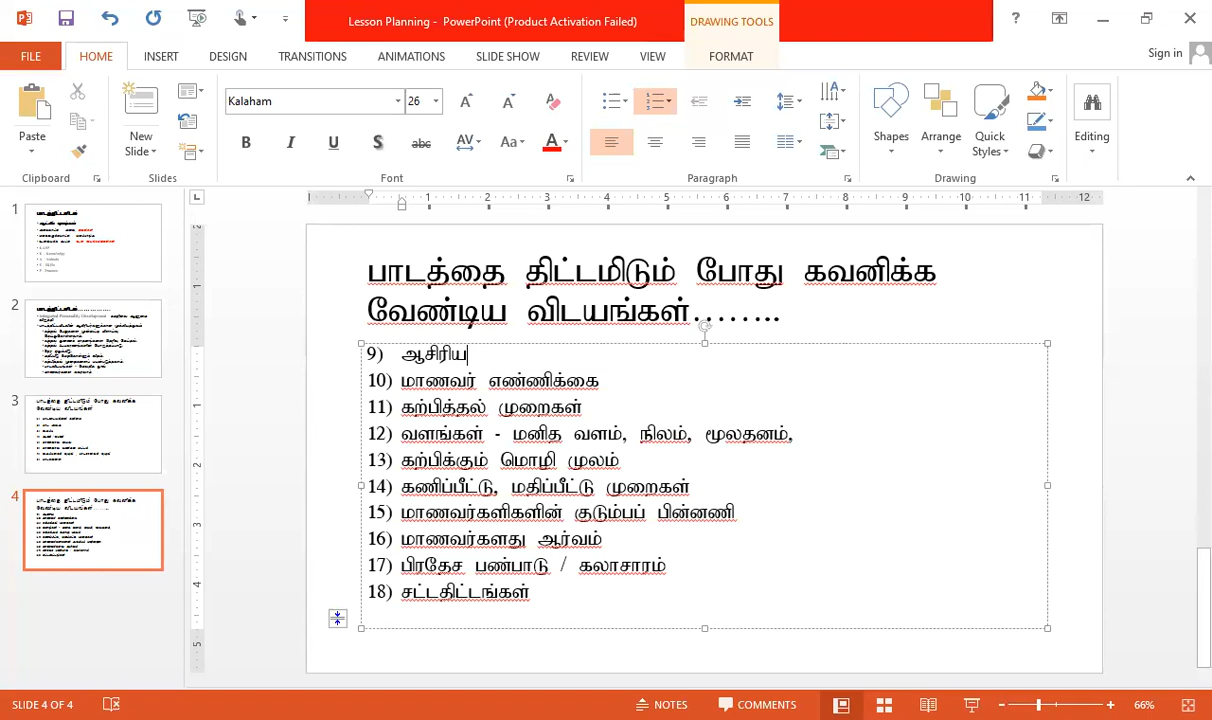 Lesson Planning - PowerPoint (Product Activation Failed)
DRAWING TOOLS
FILE HOME INSERT DESIGN TRANSITIONS ANIMATIONS SLIDE SHOW REVIEW VIEW FORMAT
Sign in
Paste
New Slide
Kalaham 26
Shapes Arrange Quick Styles
Editing
Clipboard Slides Font Paragraph Drawing
1
2
3
4
பாடத்தை திட்டமிடும் போது கவனிக்க
வேண்டிய விடயங்கள்……..
9) ஆசிரிய
10) மாணவர் எண்ணிக்கை
11) கற்பித்தல் முறைகள்
12) வளங்கள் - மனித வளம், நிலம், மூலதனம்,
13) கற்பிக்கும் மொழி முலம்
14) கணிப்பீட்டு, மதிப்பீட்டு முறைகள்
15) மாணவர்களிகளின் குடும்பப் பின்னணி
16) மாணவர்களது ஆர்வம்
17) பிரதேச பண்பாடு / கலாசாரம்
18) சட்டதிட்டங்கள்
SLIDE 4 OF 4
NOTES COMMENTS 66%